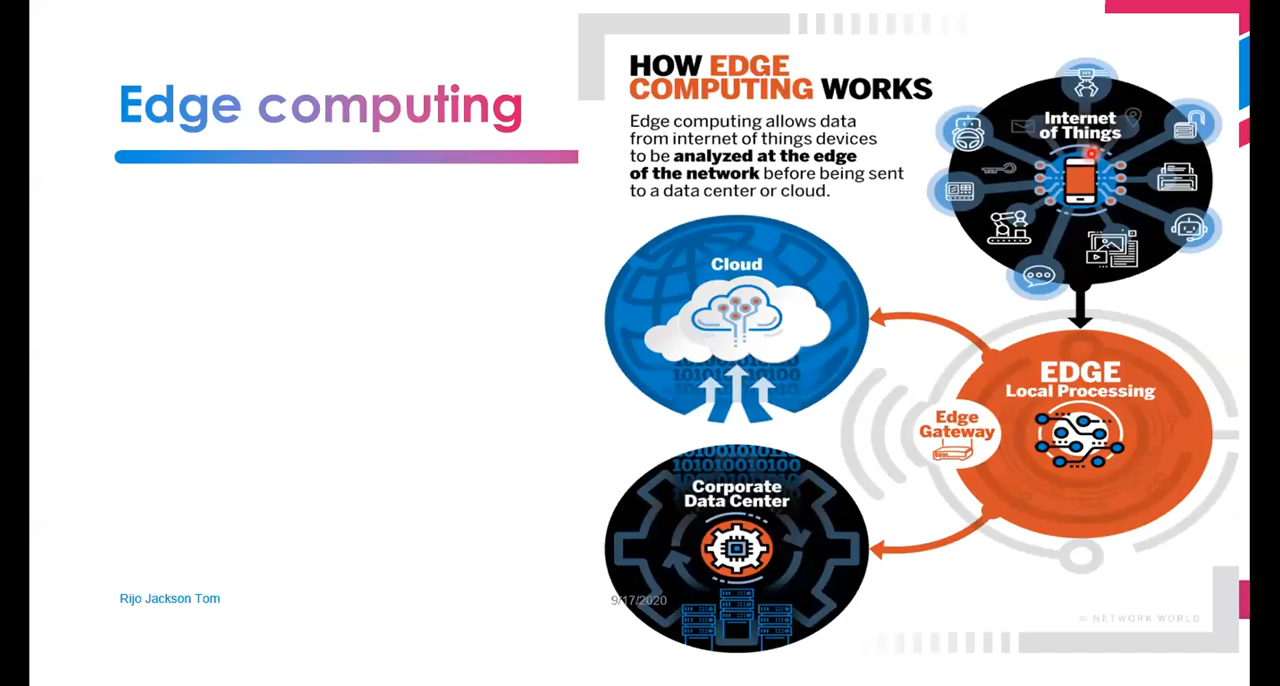 Edge computing
HOW EDGE
COMPUTING WORKS
Edge computing allows data
from internet of things devices
to be analyzed at the edge
of the network before being sent
to a data center or cloud.
Internet
of Things
Cloud
10101010100
EDGE
Local Processing
Edge
Gateway
101010010100
Corporate
Data Center
Rijo Jackson Tom
9/17/2020
© NETWORK WORLD